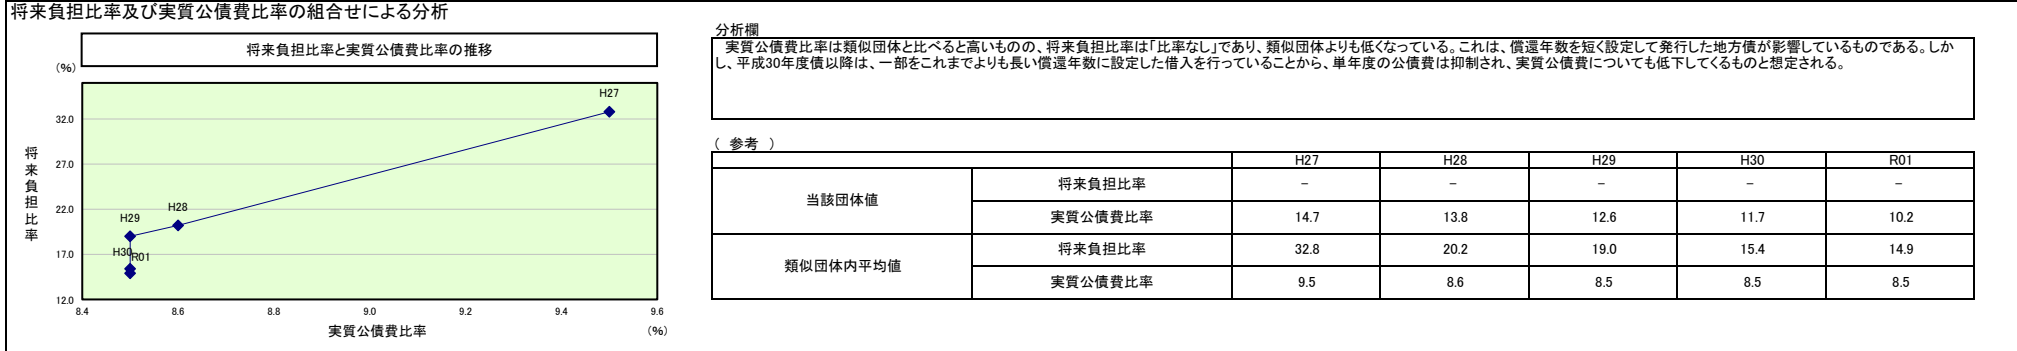 将来負担比率及び実質公債費比率の組合せによる分析
将来負担比率と実質公債費比率の推移
(%)
32.0
27.0
22.0
17.0
12.0
将来負担比率
H27
H28
H29
H30
R01
8.4 8.6 8.8 9.0 9.2 9.4 9.6
実質公債費比率
(%)
分析欄
実質公債費比率は類似団体と比べると高いものの、将来負担比率は「比率なし」であり、類似団体よりも低くなっている。これは、償還年数を短く設定して発行した地方債が影響しているものである。しか
し、平成30年度債以降は、一部をこれまでよりも長い償還年数に設定した借入を行っていることから、単年度の公債費は抑制され、実質公債費についても低下してくるものと想定される。
( 参考 )
H27 H28 H29 H30 R01
当該団体値
将来負担比率 － － － － －
実質公債費比率 14.7 13.8 12.6 11.7 10.2
類似団体内平均値
将来負担比率 32.8 20.2 19.0 15.4 14.9
実質公債費比率 9.5 8.6 8.5 8.5 8.5